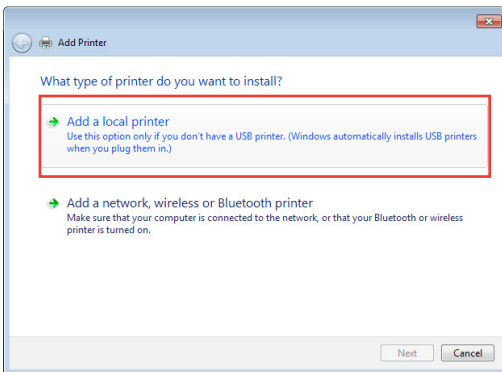 Add Printer
What type of printer do you want to install?
Add a local printer
Use this option only if you don't have a USB printer. (Windows automatically installs USB printers
when you plug them in.)
Add a network, wireless or Bluetooth printer
Make sure that your computer is connected to the network, or that your Bluetooth or wireless
printer is turned on.
Next Cancel